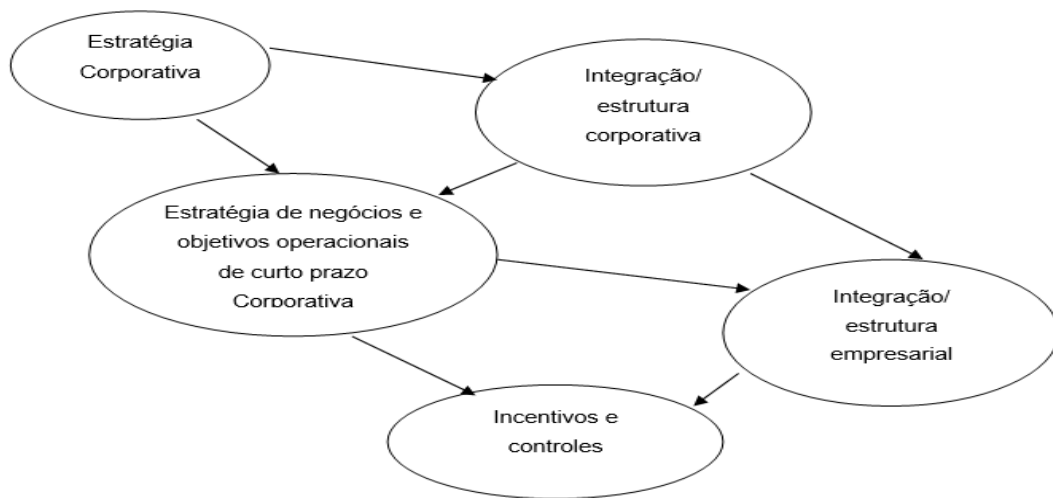 Estratégia
Corporativa
Integração/
estrutura
corporativa
Estratégia de negócios e
objetivos operacionais
de curto prazo
Corporativa
Integração/
estrutura
empresarial
Incentivos e
controles